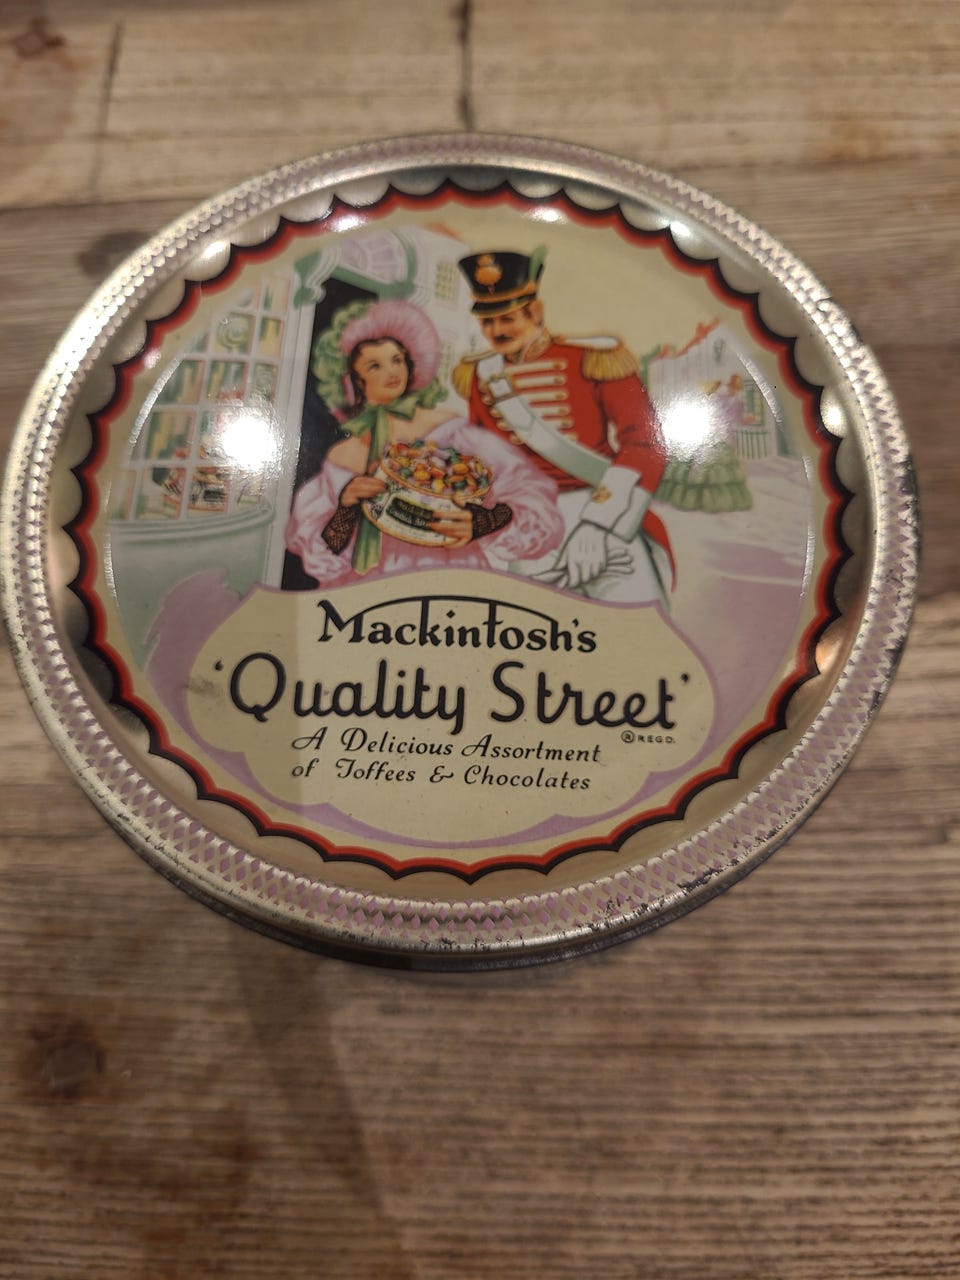 Mackintosh's
'Quality Street'
® REGD.
A Delicious Assortment
of Toffees & Chocolates